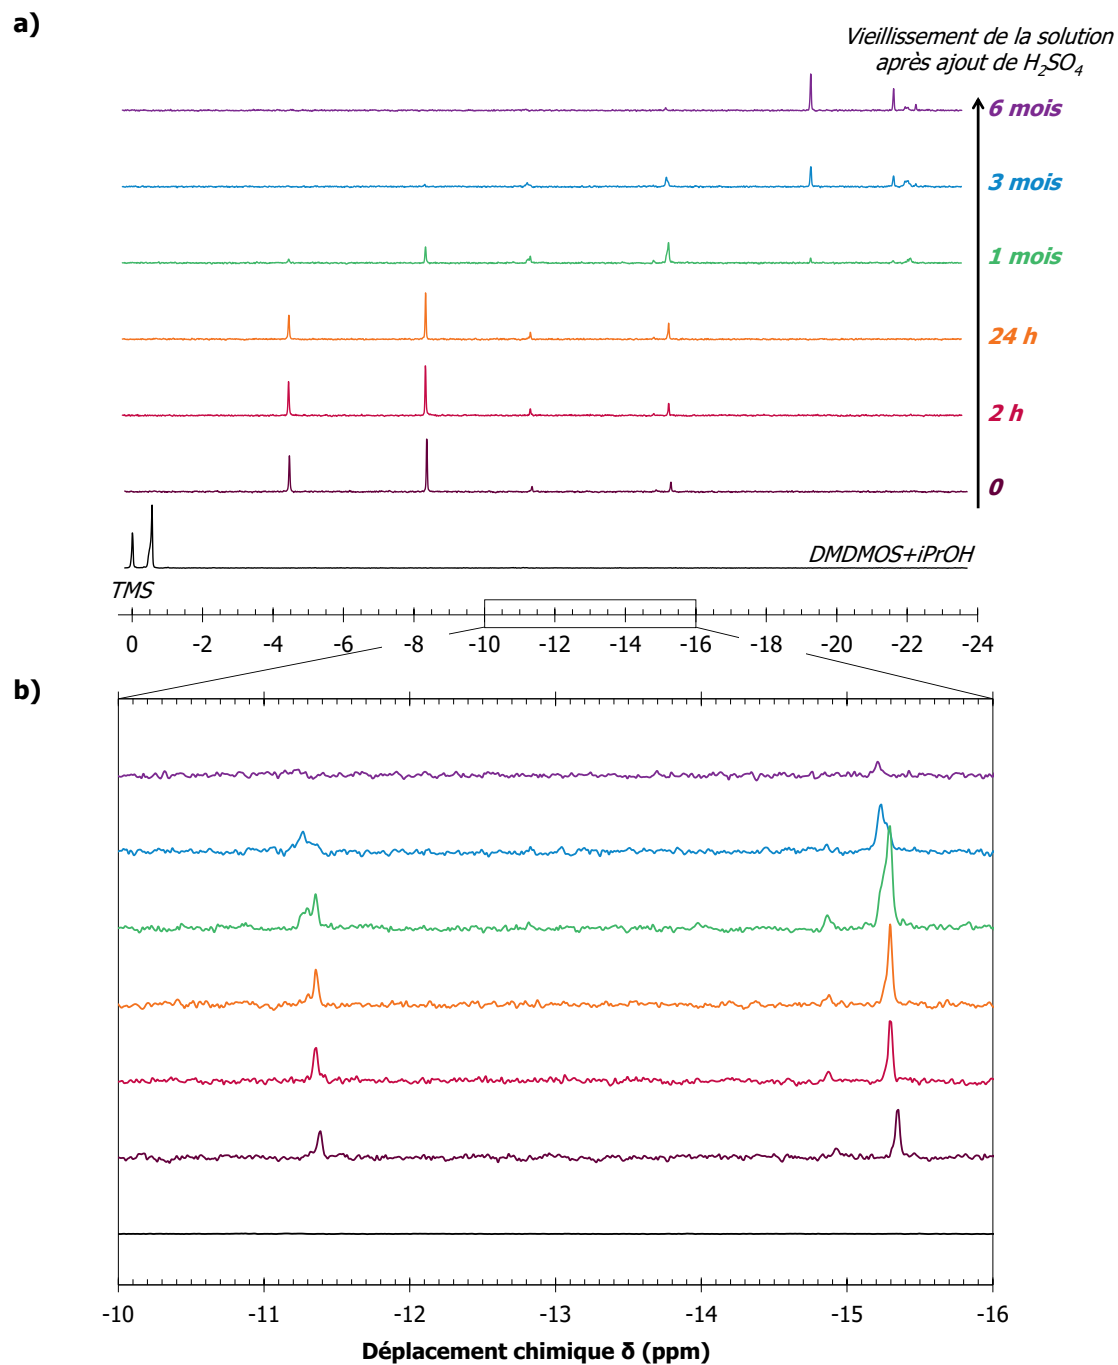 a)
Vieillissement de la solution
après ajout de H₂SO₄
6 mois
3 mois
1 mois
24 h
2 h
0
DMDMOS+iPrOH
TMS
0 -2 -4 -6 -8 -10 -12 -14 -16 -18 -20 -22 -24
b)
-10 -11 -12 -13 -14 -15 -16
Déplacement chimique δ (ppm)